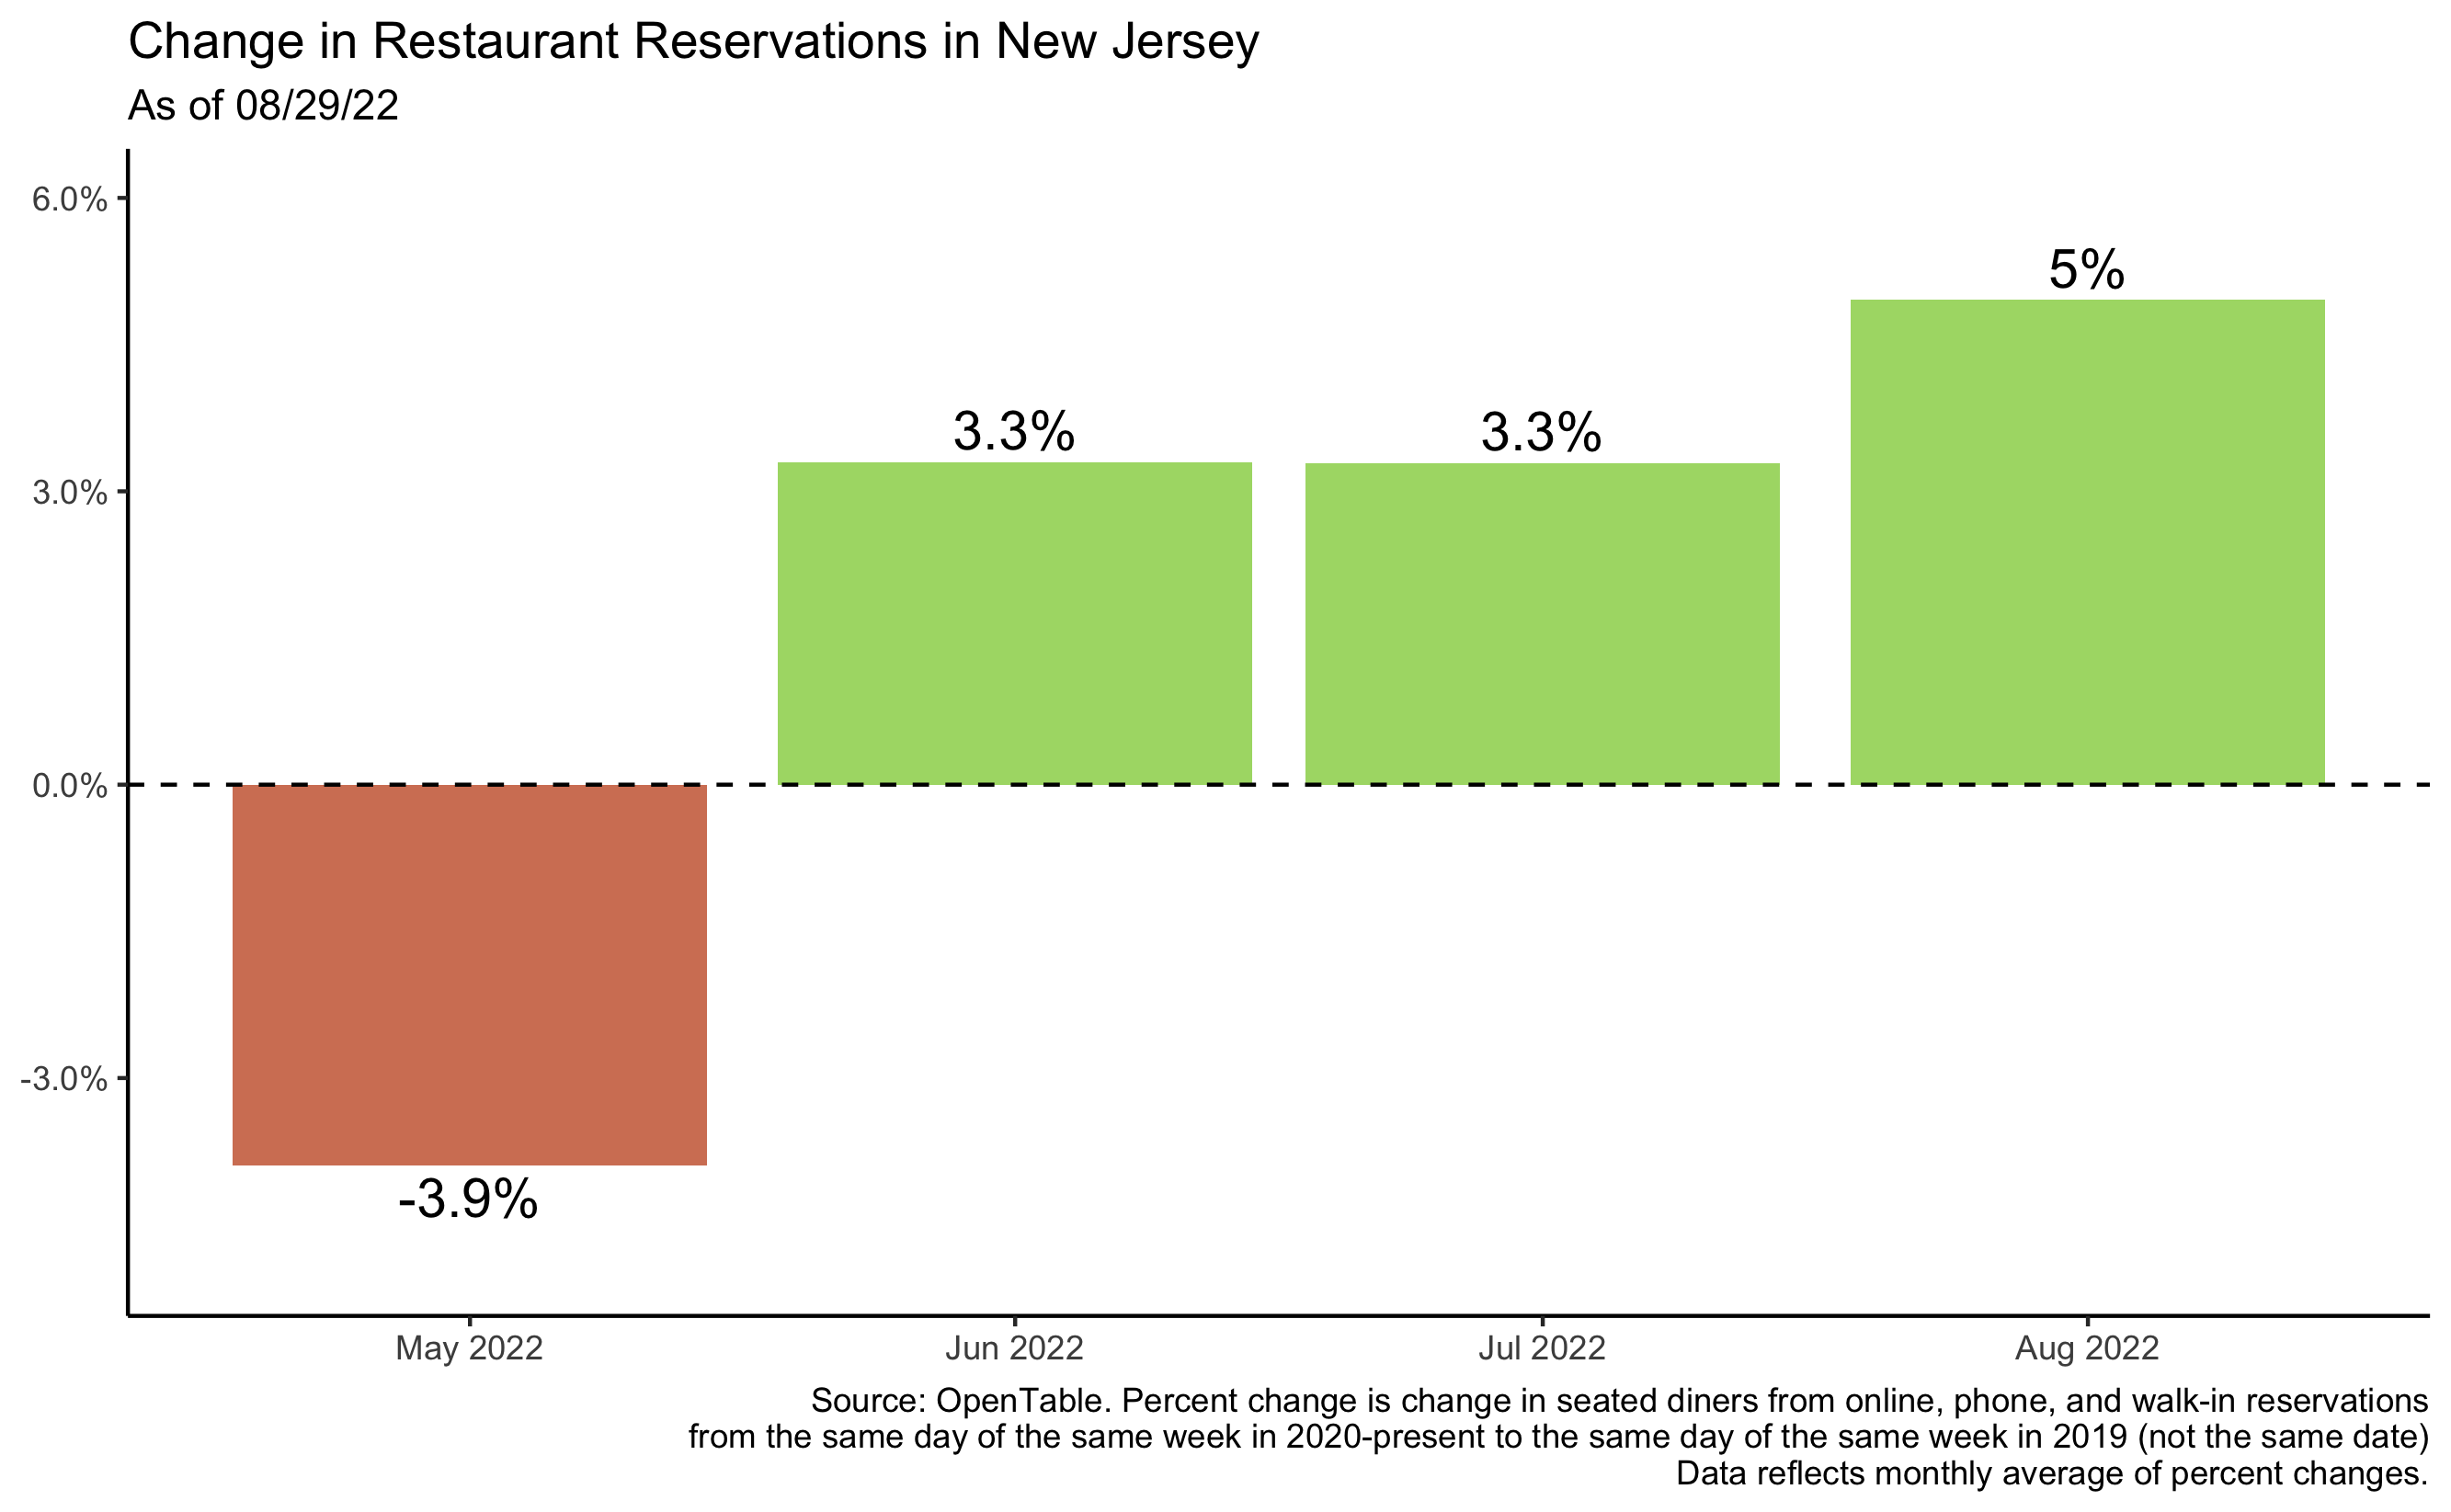 Change in Restaurant Reservations in New Jersey
As of 08/29/22
6.0%
3.0%
0.0%
-3.0%
-3.9%
3.3%
3.3%
5%
May 2022
Jun 2022
Jul 2022
Aug 2022
Source: OpenTable. Percent change is change in seated diners from online, phone, and walk-in reservations
from the same day of the same week in 2020-present to the same day of the same week in 2019 (not the same date)
Data reflects monthly average of percent changes.